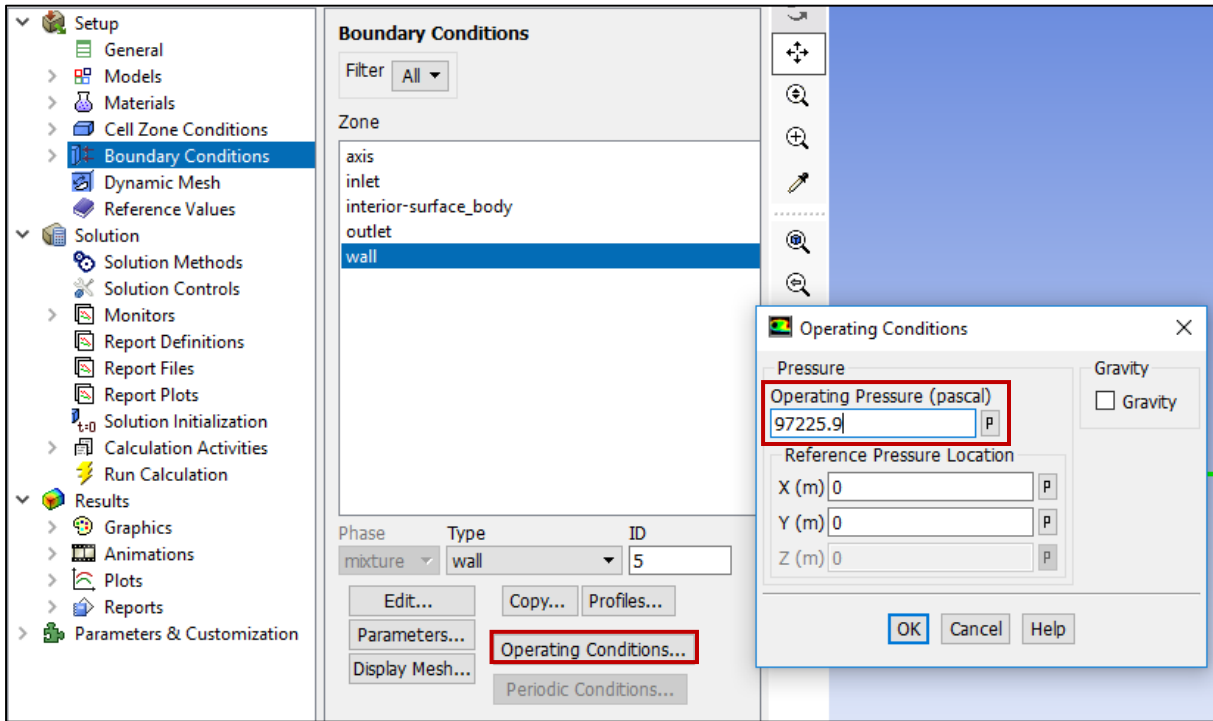 Setup
General
Models
Materials
Cell Zone Conditions
Boundary Conditions
Dynamic Mesh
Reference Values
Solution
Solution Methods
Solution Controls
Monitors
Report Definitions
Report Files
Report Plots
t=0 Solution Initialization
Calculation Activities
Run Calculation
Results
Graphics
Animations
Plots
Reports
Parameters & Customization
Boundary Conditions
Filter All
Zone
axis
inlet
interior-surface_body
outlet
wall
Phase Type ID
mixture wall 5
Edit... Copy... Profiles...
Parameters... Operating Conditions...
Display Mesh... Periodic Conditions...
Operating Conditions
Pressure
Operating Pressure (pascal)
97225.9 P
Reference Pressure Location
X (m) 0 P
Y (m) 0 P
Z (m) 0 P
Gravity
Gravity
OK Cancel Help